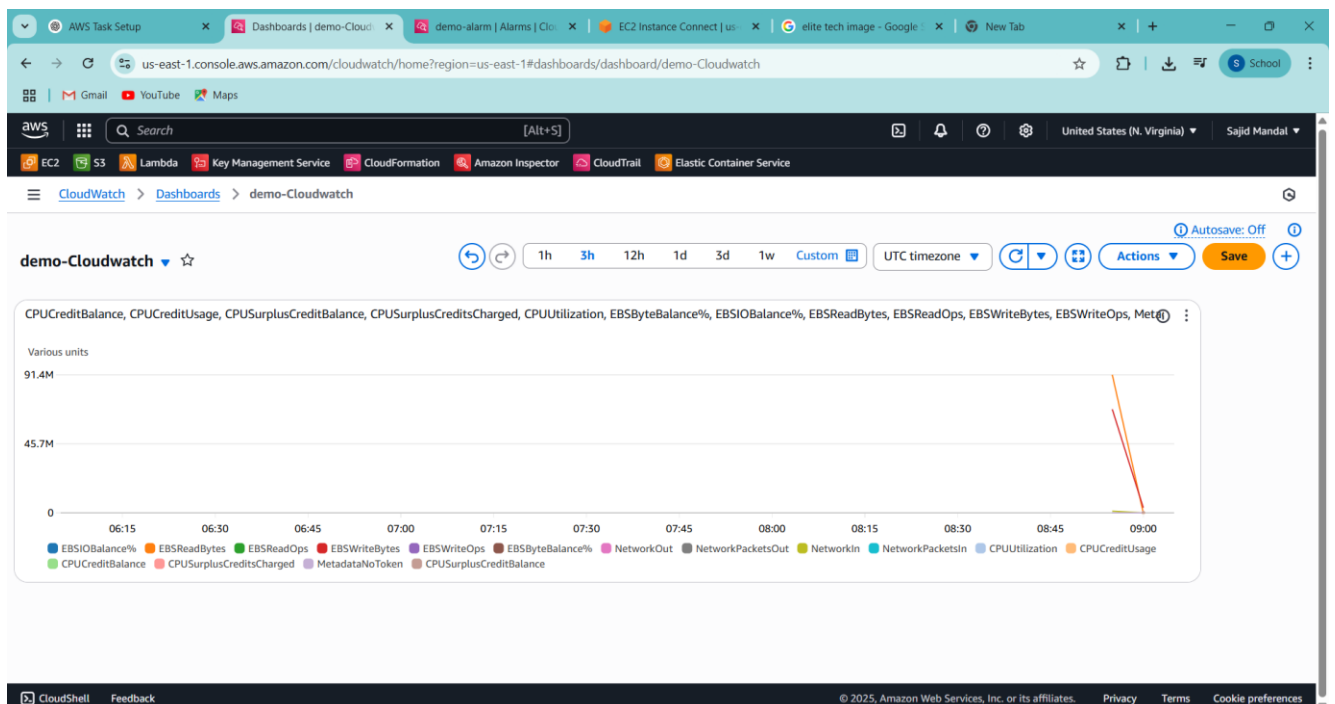 AWS Task Setup
Dashboards | demo-Cloud
demo-alarm | Alarms | Clo
EC2 Instance Connect | us-
elite tech image - Google S
New Tab
us-east-1.console.aws.amazon.com/cloudwatch/home?region=us-east-1#dashboards/dashboard/demo-Cloudwatch
S School
Gmail YouTube Maps
aws Search [Alt+S] United States (N. Virginia) Sajid Mandal
EC2 S3 Lambda Key Management Service CloudFormation Amazon Inspector CloudTrail Elastic Container Service
CloudWatch > Dashboards > demo-Cloudwatch
Autosave: Off
demo-Cloudwatch 1h 3h 12h 1d 3d 1w Custom UTC timezone Actions Save
CPUCreditBalance, CPUCreditUsage, CPUSurplusCreditBalance, CPUSurplusCreditsCharged, CPUUtilization, EBSByteBalance%, EBSIOBalance%, EBSReadBytes, EBSReadOps, EBSWriteBytes, EBSWriteOps, Meta
Various units
91.4M
45.7M
0
06:15 06:30 06:45 07:00 07:15 07:30 07:45 08:00 08:15 08:30 08:45 09:00
EBSIOBalance% EBSReadBytes EBSReadOps EBSWriteBytes EBSWriteOps EBSByteBalance% NetworkOut NetworkPacketsOut NetworkIn NetworkPacketsIn CPUUtilization CPUCreditUsage
CPUCreditBalance CPUSurplusCreditsCharged MetadataNoToken CPUSurplusCreditBalance
CloudShell Feedback © 2025, Amazon Web Services, Inc. or its affiliates. Privacy Terms Cookie preferences